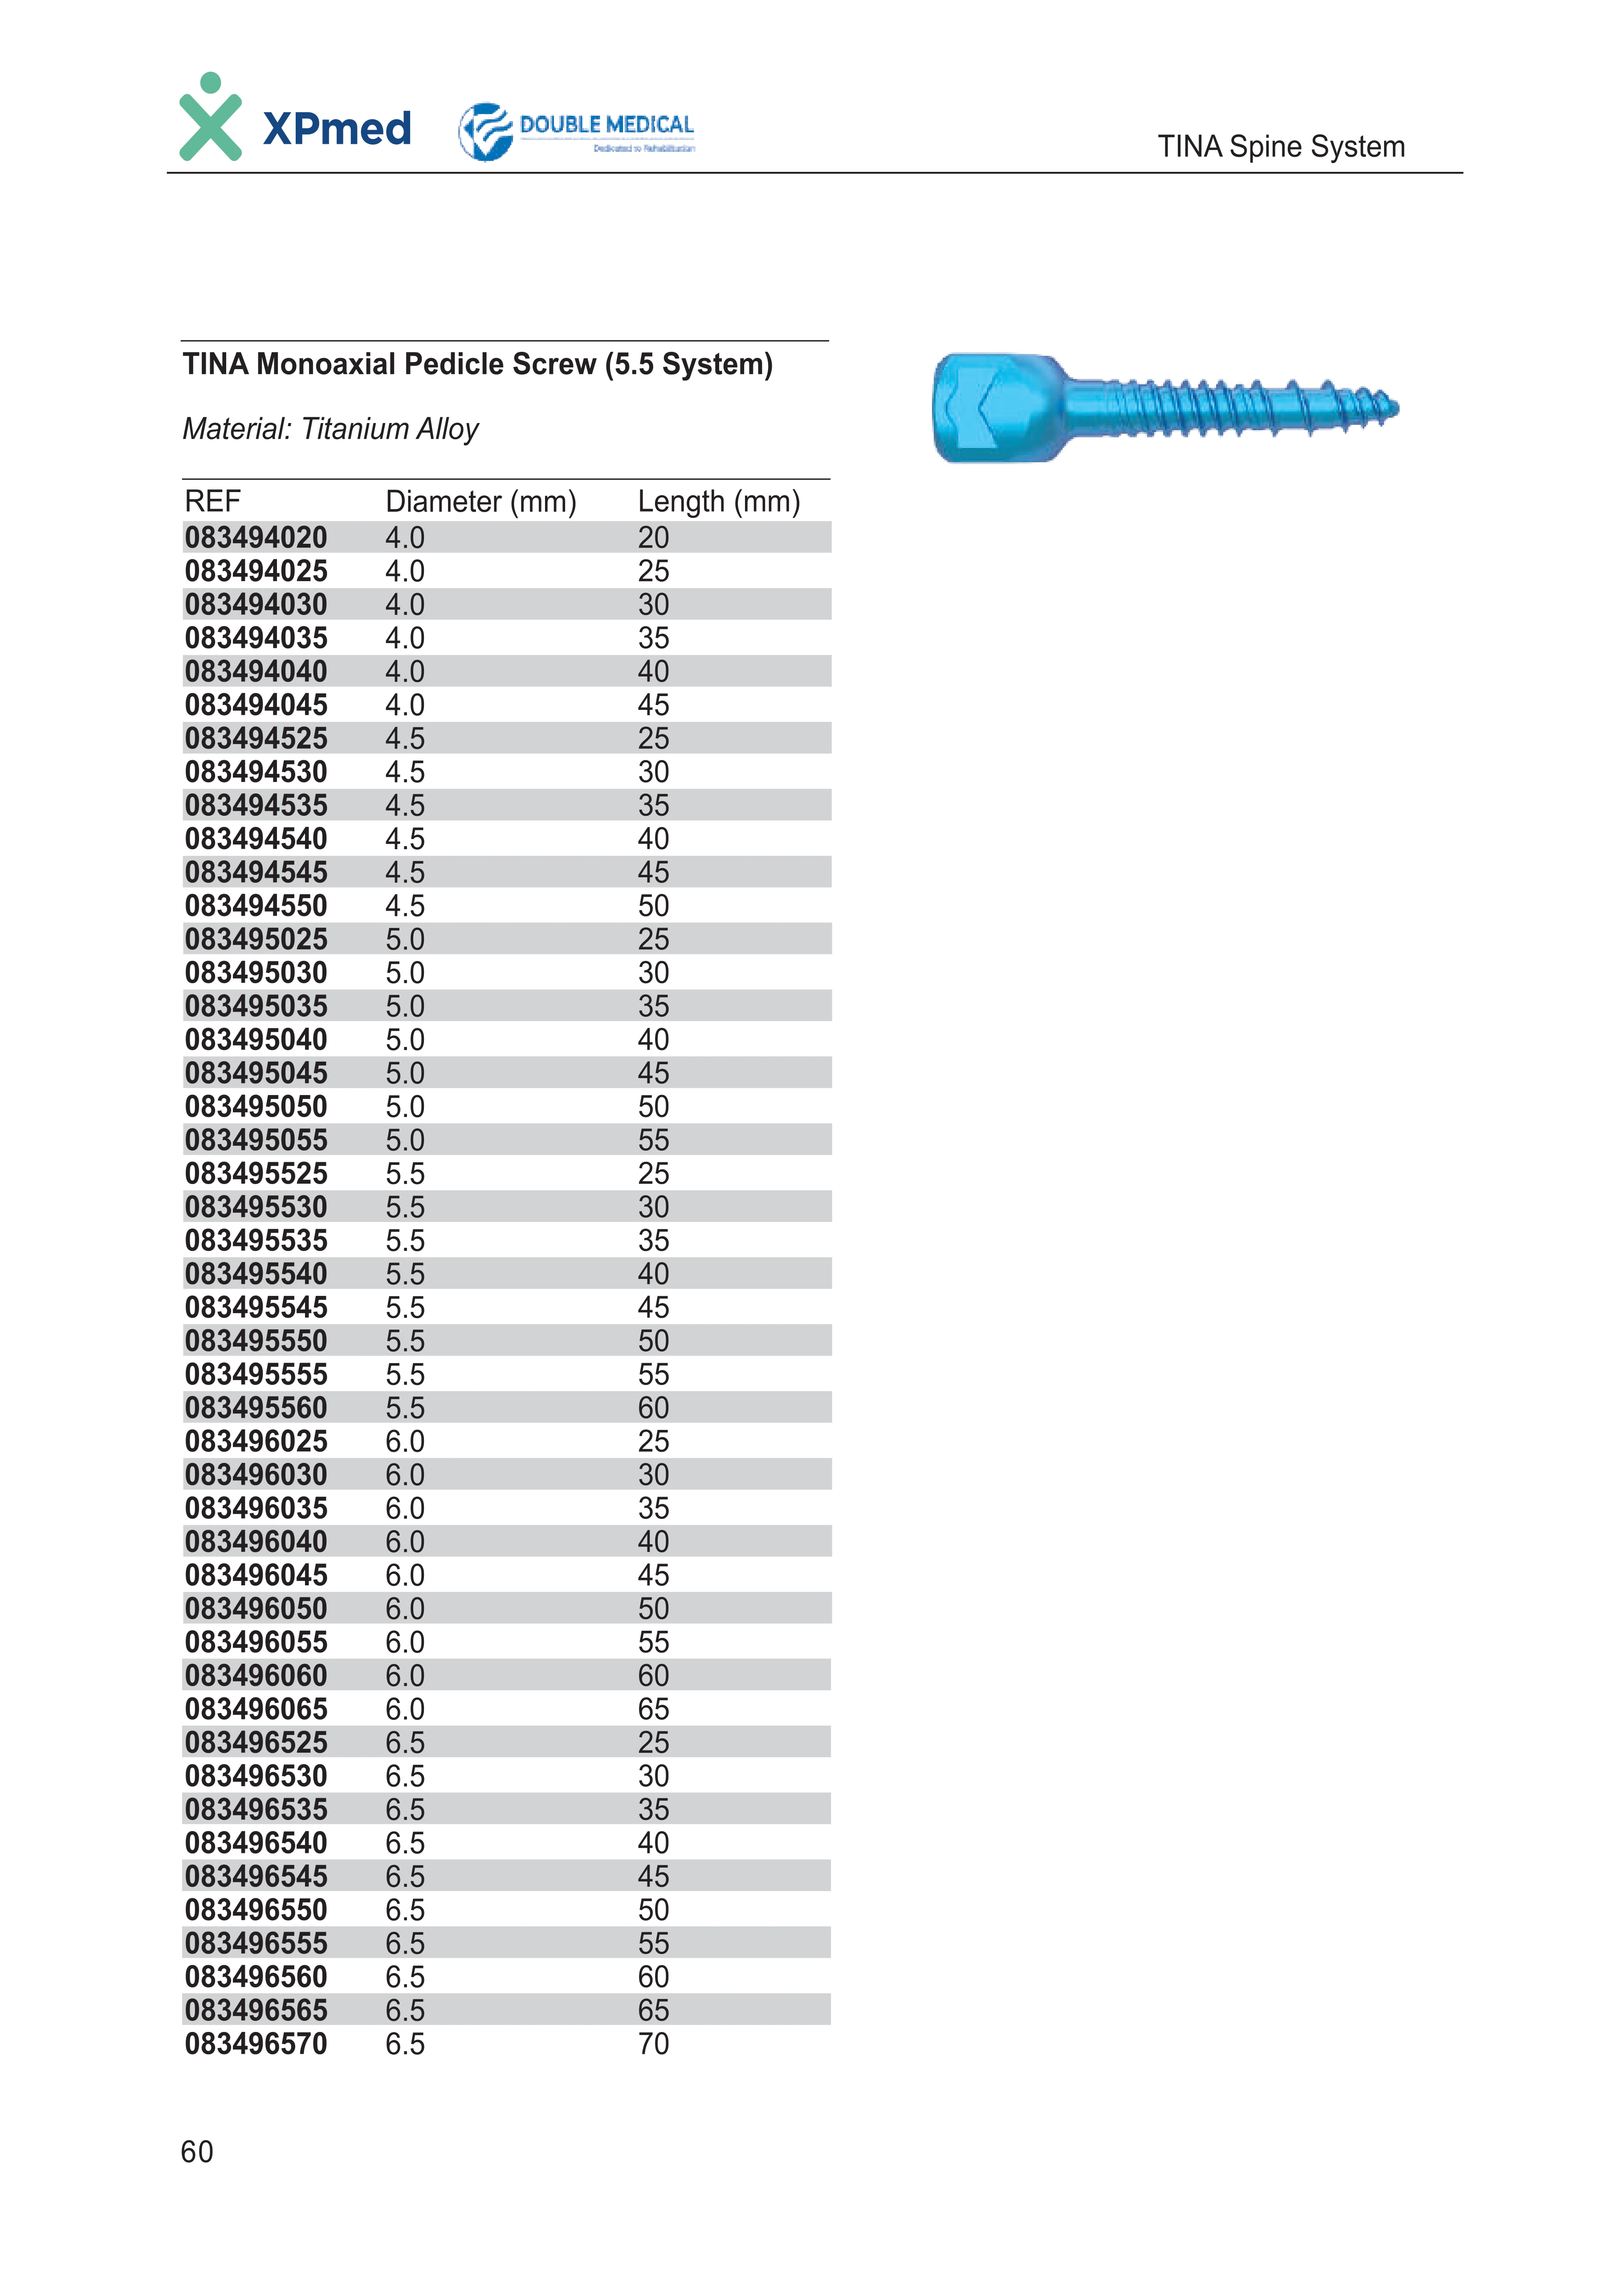 XPmed
DOUBLE MEDICAL
Dedicated to Rehabilitation
TINA Spine System
TINA Monoaxial Pedicle Screw (5.5 System)
Material: Titanium Alloy
REF Diameter (mm) Length (mm)
083494020 4.0 20
083494025 4.0 25
083494030 4.0 30
083494035 4.0 35
083494040 4.0 40
083494045 4.0 45
083494525 4.5 25
083494530 4.5 30
083494535 4.5 35
083494540 4.5 40
083494545 4.5 45
083494550 4.5 50
083495025 5.0 25
083495030 5.0 30
083495035 5.0 35
083495040 5.0 40
083495045 5.0 45
083495050 5.0 50
083495055 5.0 55
083495525 5.5 25
083495530 5.5 30
083495535 5.5 35
083495540 5.5 40
083495545 5.5 45
083495550 5.5 50
083495555 5.5 55
083495560 5.5 60
083496025 6.0 25
083496030 6.0 30
083496035 6.0 35
083496040 6.0 40
083496045 6.0 45
083496050 6.0 50
083496055 6.0 55
083496060 6.0 60
083496065 6.0 65
083496525 6.5 25
083496530 6.5 30
083496535 6.5 35
083496540 6.5 40
083496545 6.5 45
083496550 6.5 50
083496555 6.5 55
083496560 6.5 60
083496565 6.5 65
083496570 6.5 70
60